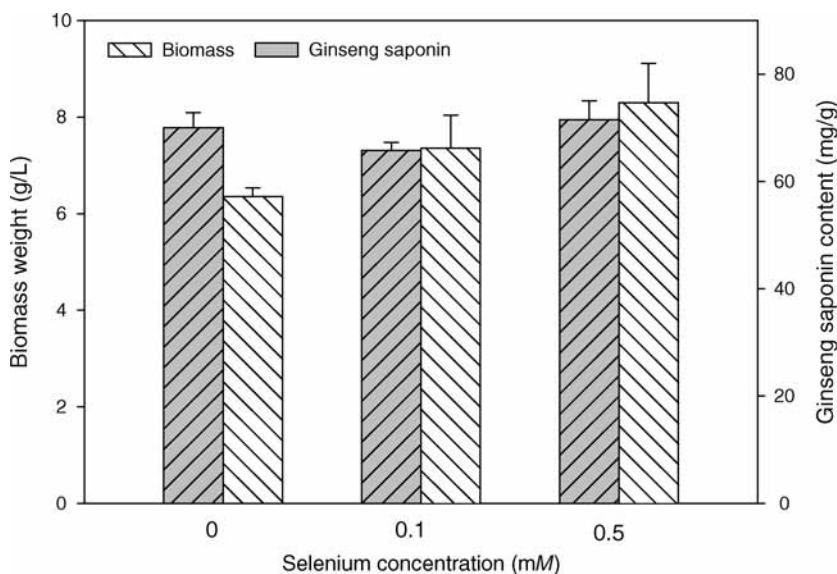 10
8
6
4
2
0
Biomass weight (g/L)
Biomass
Ginseng saponin
80
60
40
20
0
Ginseng saponin content (mg/g)
0
0.1
0.5
Selenium concentration (mM)